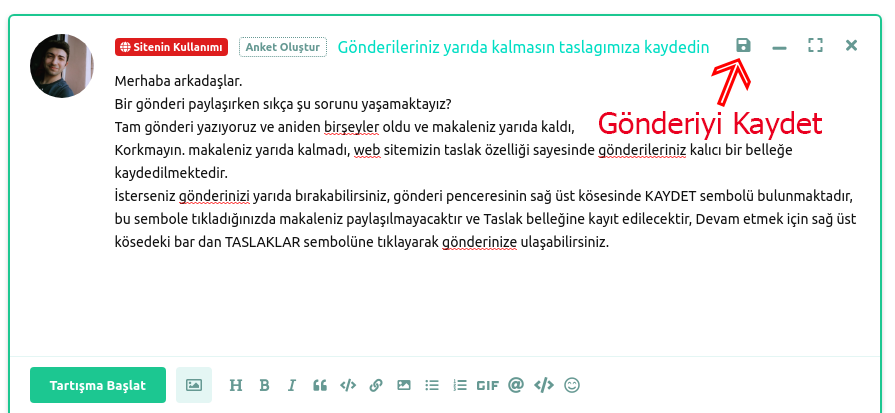 Sitenin Kullanımı Anket Oluştur Gönderileriniz yarıda kalmasın taslagımıza kaydedin
Merhaba arkadaşlar.
Bir gönderi paylaşırken sıkça şu sorunu yaşamaktayız?
Tam gönderi yazıyoruz ve aniden birşeyler oldu ve makaleniz yarıda kaldı,
Gönderiyi Kaydet
Korkmayın. makaleniz yarıda kalmadı, web sitemizin taslak özelliği sayesinde gönderileriniz kalıcı bir belleğe
kaydedilmektedir.
İsterseniz gönderinizi yarıda bırakabilirsiniz, gönderi penceresinin sağ üst kösesinde KAYDET sembolü bulunmaktadır,
bu sembole tıkladığınızda makaleniz paylaşılmayacaktır ve Taslak belleğine kayıt edilecektir, Devam etmek için sağ üst
kösedeki bar dan TASLAKLAR sembolüne tıklayarak gönderinize ulaşabilirsiniz.
Tartışma Başlat H B I GIF @